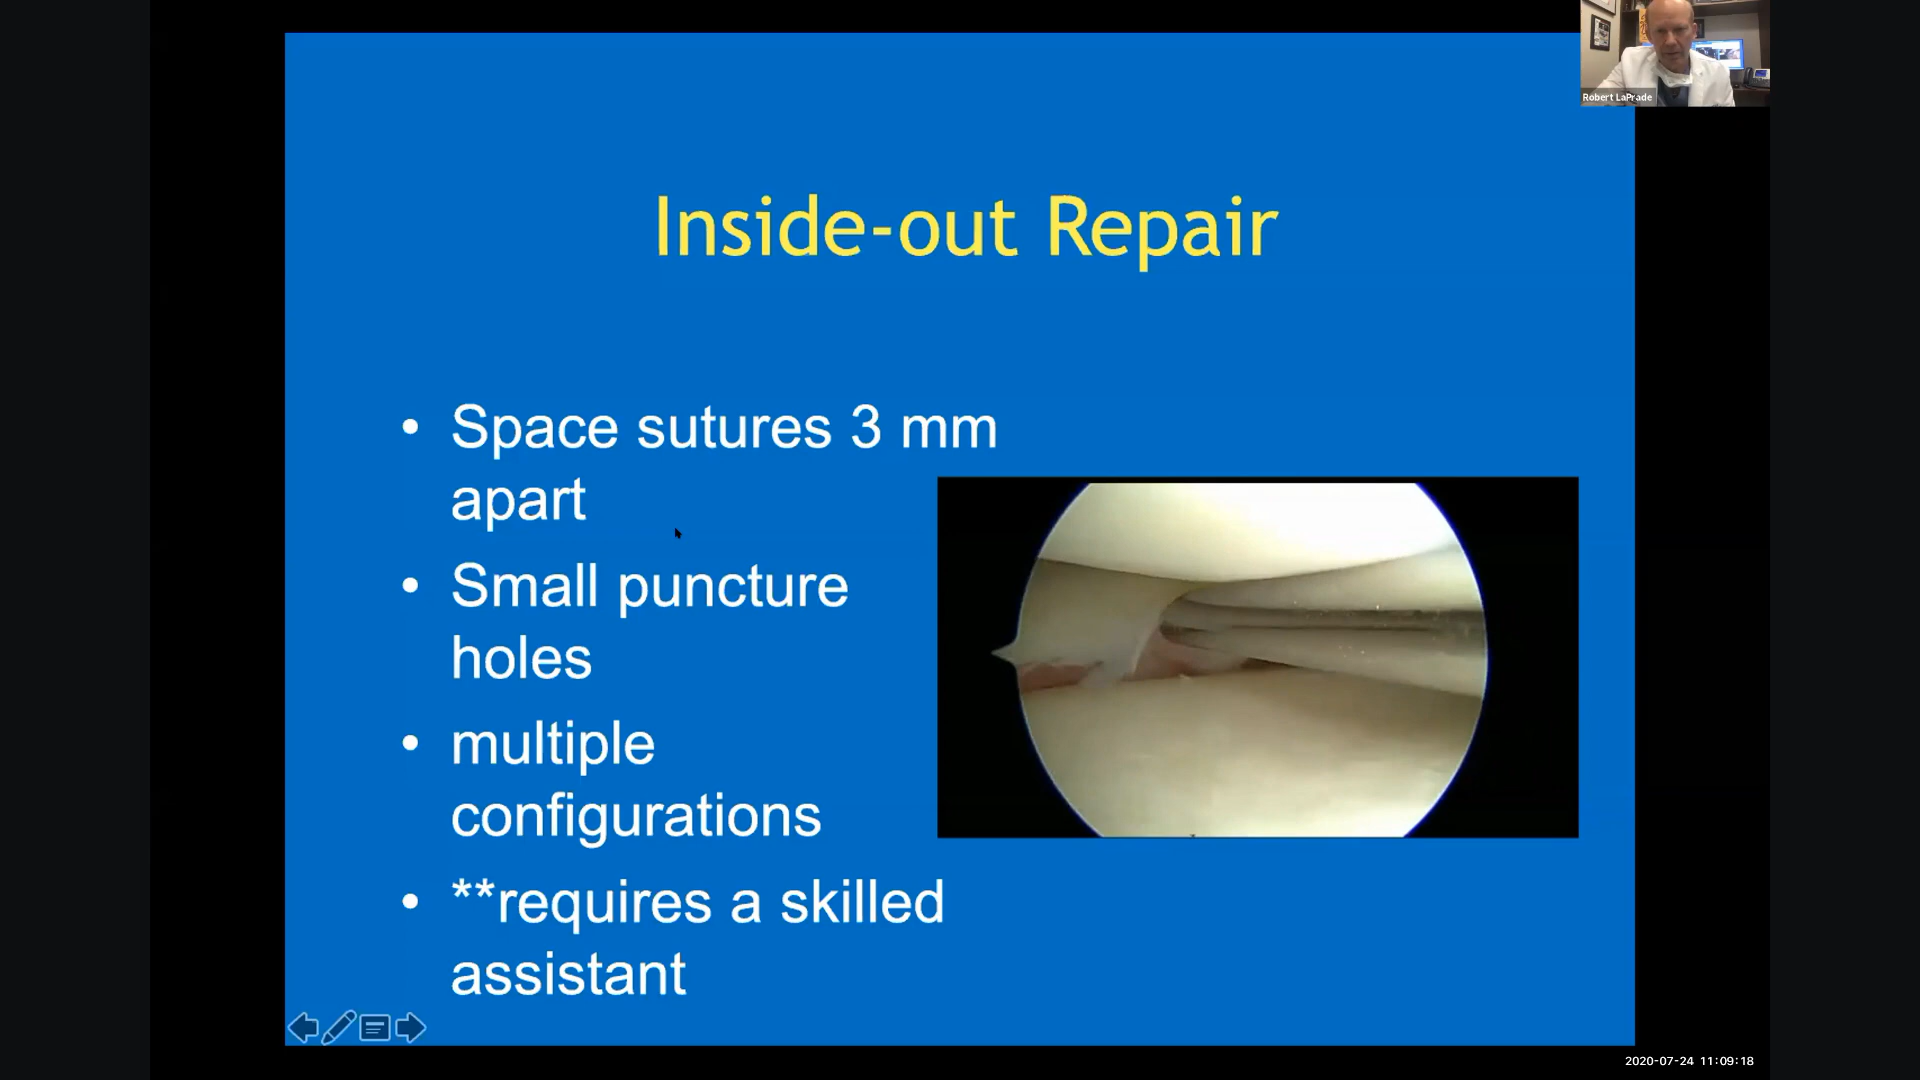 Robert LaPrade
Inside-out Repair
• Space sutures 3 mm
apart
• Small puncture
holes
• multiple
configurations
• **requires a skilled
assistant
2020-07-24 11:09:18